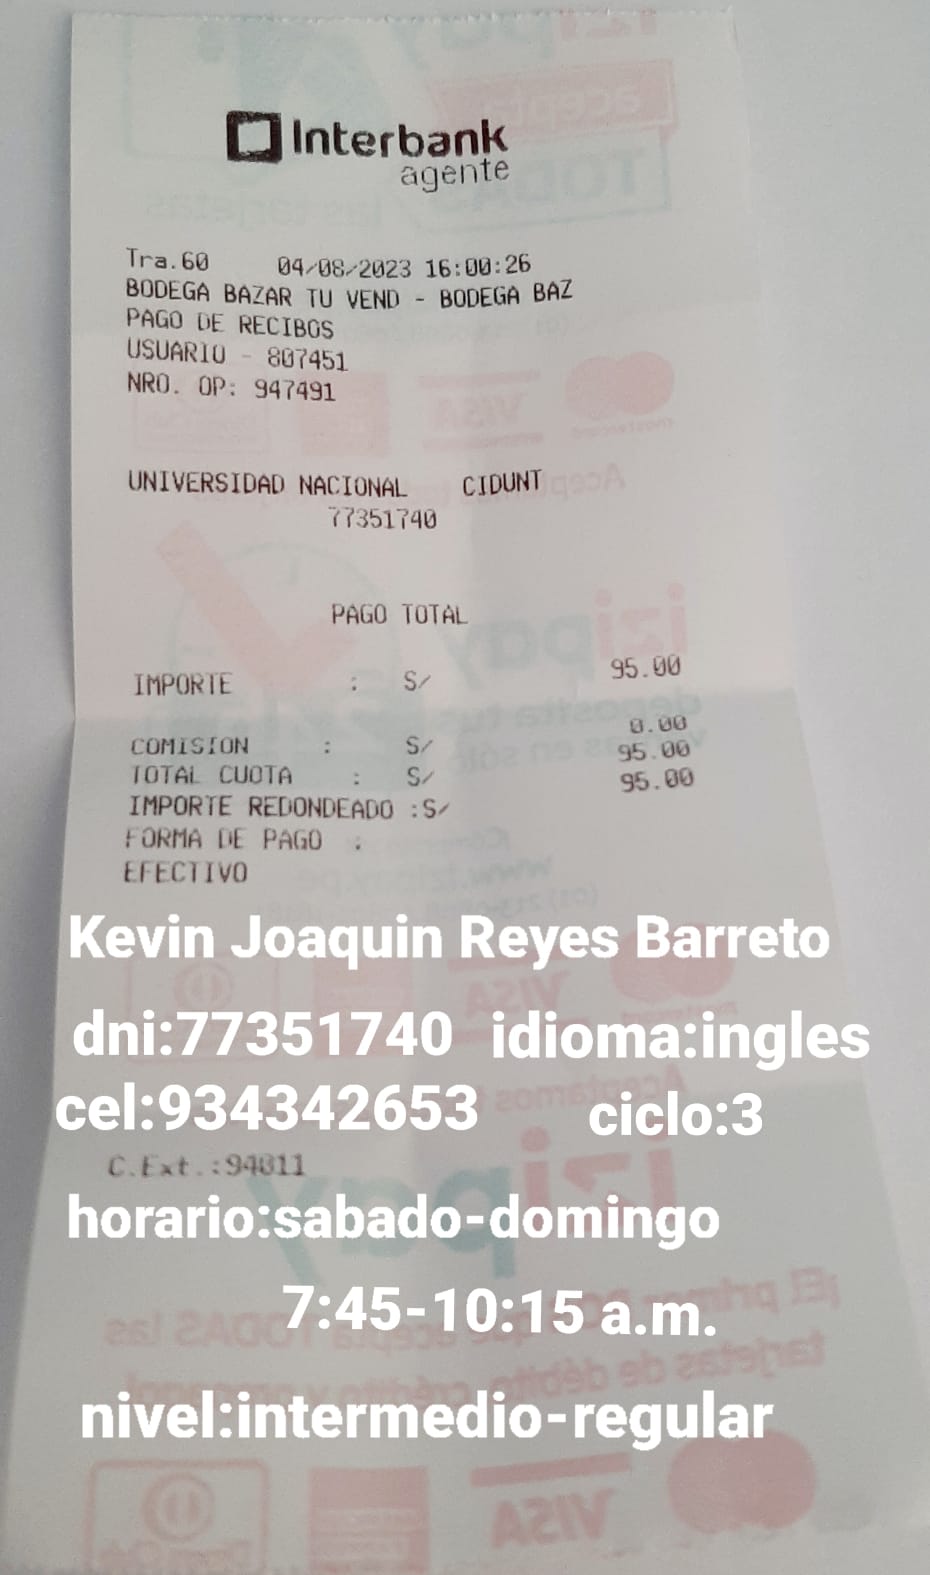 Interbank
agente
Tra.60 04/08/2023 16:00:26
BODEGA BAZAR TU VEND - BODEGA BAZ
PAGO DE RECIBOS
USUARIO - 807451
NRO. OP: 947491
UNIVERSIDAD NACIONAL CIDUNT
77351740
PAGO TOTAL
IMPORTE : S/ 95.00
COMISION : S/ 0.00
TOTAL CUOTA : S/ 95.00
IMPORTE REDONDEADO :S/ 95.00
FORMA DE PAGO :
EFECTIVO
Kevin Joaquin Reyes Barreto
dni:77351740 idioma:ingles
cel:934342653 ciclo:3
C.Ext.:94811
horario:sabado-domingo
7:45-10:15 a.m.
nivel:intermedio-regular